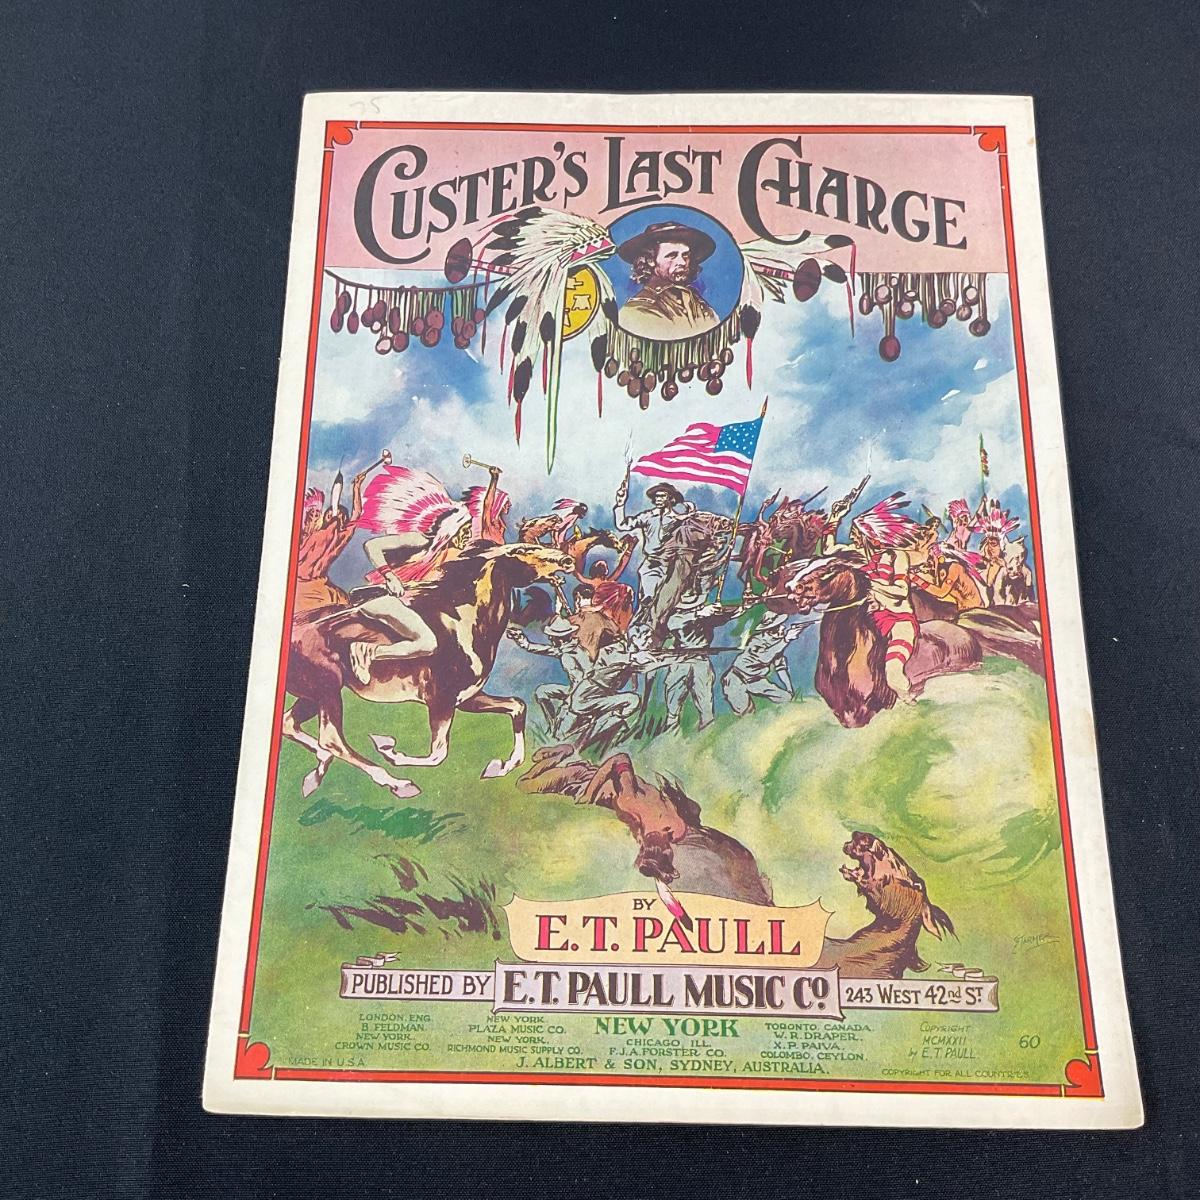 75
CUSTER'S LAST CHARGE
BY
E.T. PAULL
PUBLISHED BY E.T. PAULL MUSIC CO. 243 WEST 42nd ST.
NEW YORK
LONDON, ENG.
B. FELDMAN.
NEW YORK.
CROWN MUSIC CO.
NEW YORK.
PLAZA MUSIC CO.
NEW YORK.
RICHMOND MUSIC SUPPLY CO.
CHICAGO, ILL.
F.J.A. FORSTER CO.
TORONTO, CANADA.
W.R. DRAPER.
X.P. PAIVA.
COLOMBO, CEYLON.
J. ALBERT & SON, SYDNEY, AUSTRALIA.
COPYRIGHT
MCMXXII
by E.T. PAULL
60
MADE IN U.S.A.
COPYRIGHT FOR ALL COUNTRIES
STARMER